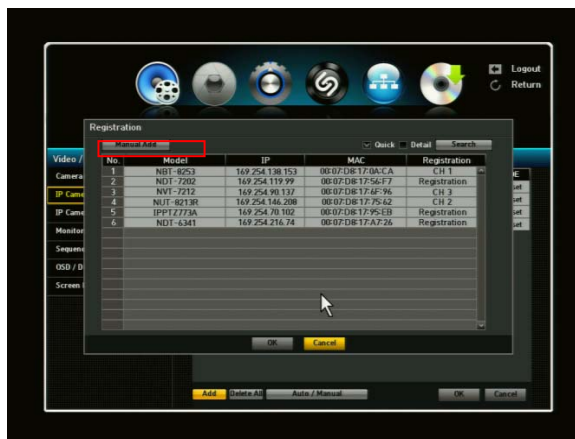 Logout
Return
Registration
Manual Add
Quick Detail Search
No. Model IP MAC Registration
1 NBT-8253 169.254.138.153 00:07:D8:17:0A:CA CH 1
2 NDT-7202 169.254.119.99 00:07:D8:17:56:F7 Registration
3 NVT-7212 169.254.90.137 00:07:D8:17:6F:96 CH 3
4 NUT-8213R 169.254.146.208 00:07:D8:17:75:62 CH 2
5 IPPTZ773A 169.254.70.102 00:07:D8:17:95:EB Registration
6 NDT-6341 169.254.216.74 00:07:D8:17:A7:26 Registration
OK Cancel
Video /
Camera
IP Came
IP Came
Monitor
Sequenc
OSD / D
Screen
Add Delete All Auto / Manual OK Cancel